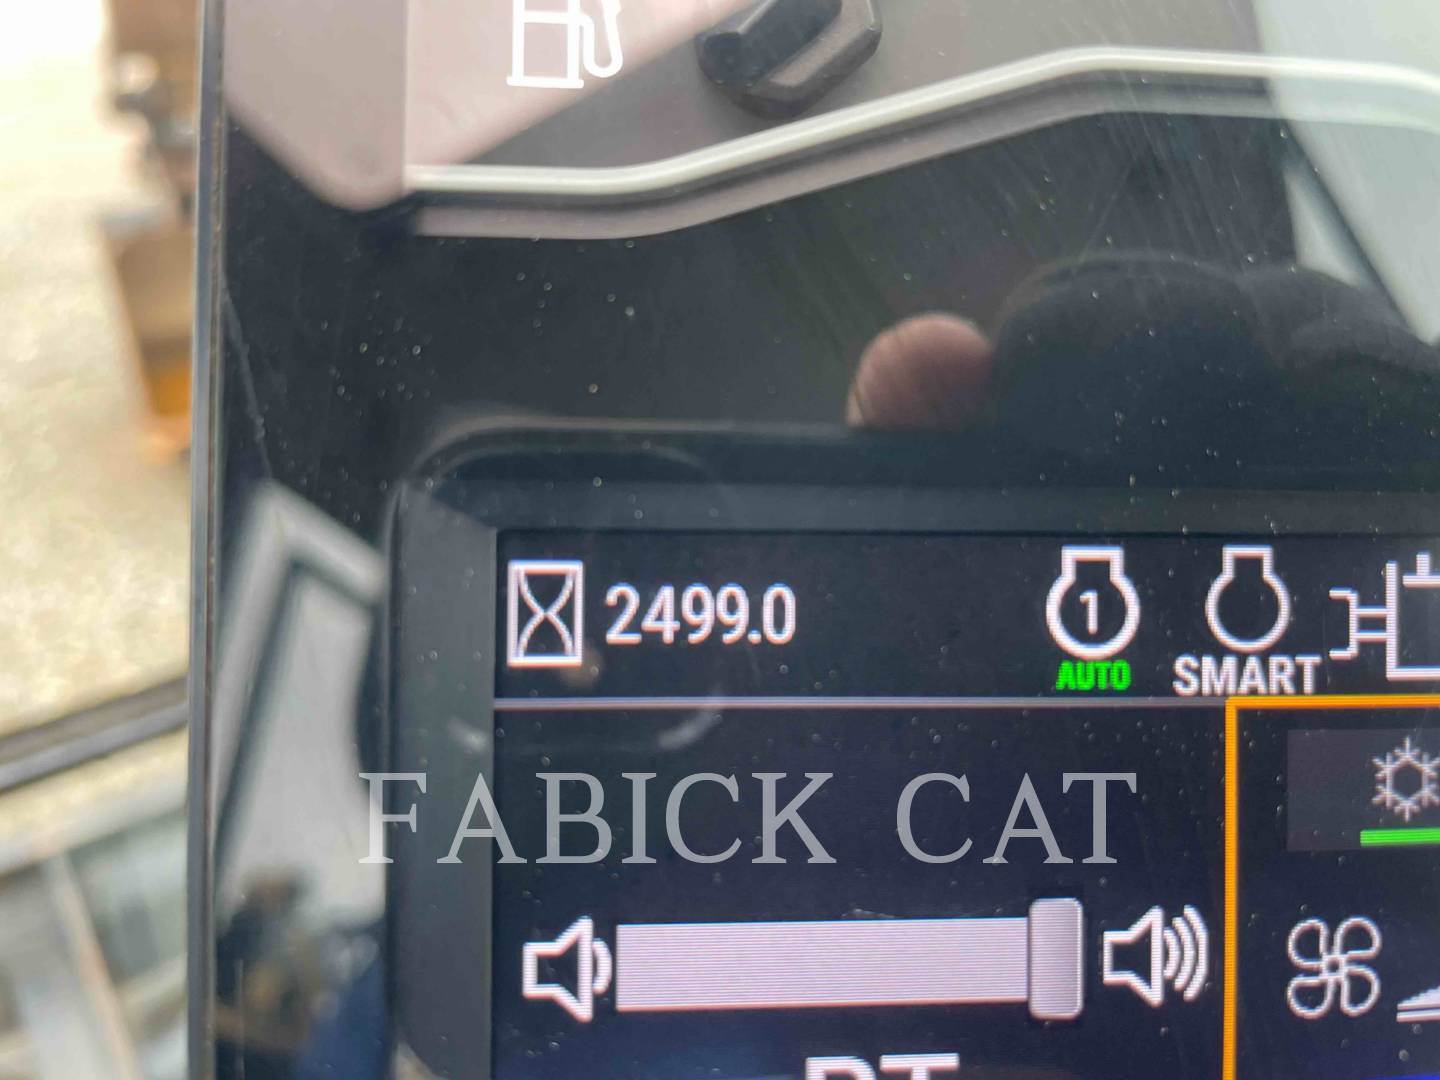 2499.0
1
AUTO
SMART
FABICK CAT